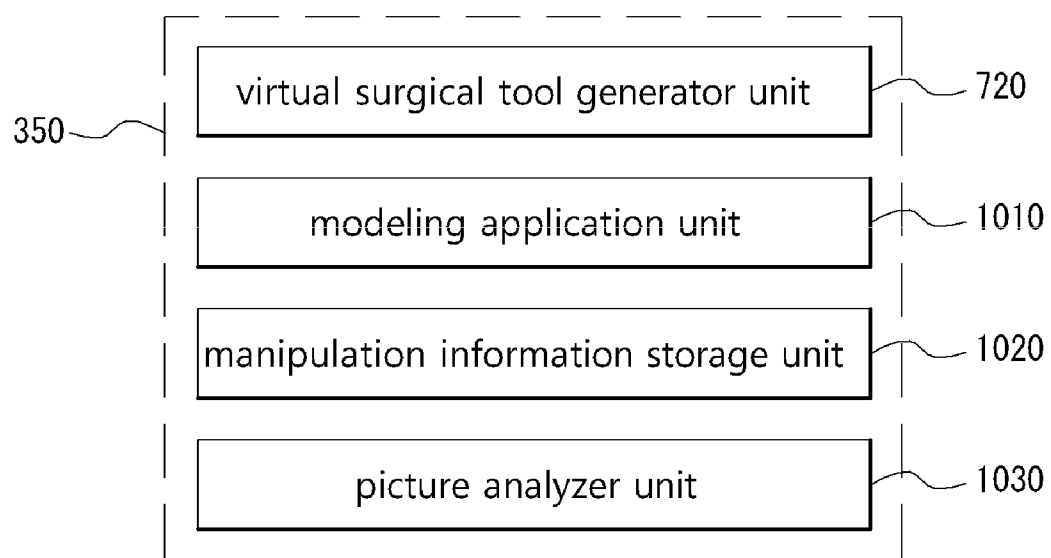 virtual surgical tool generator unit
720
350
modeling application unit
1010
manipulation information storage unit
1020
picture analyzer unit
1030